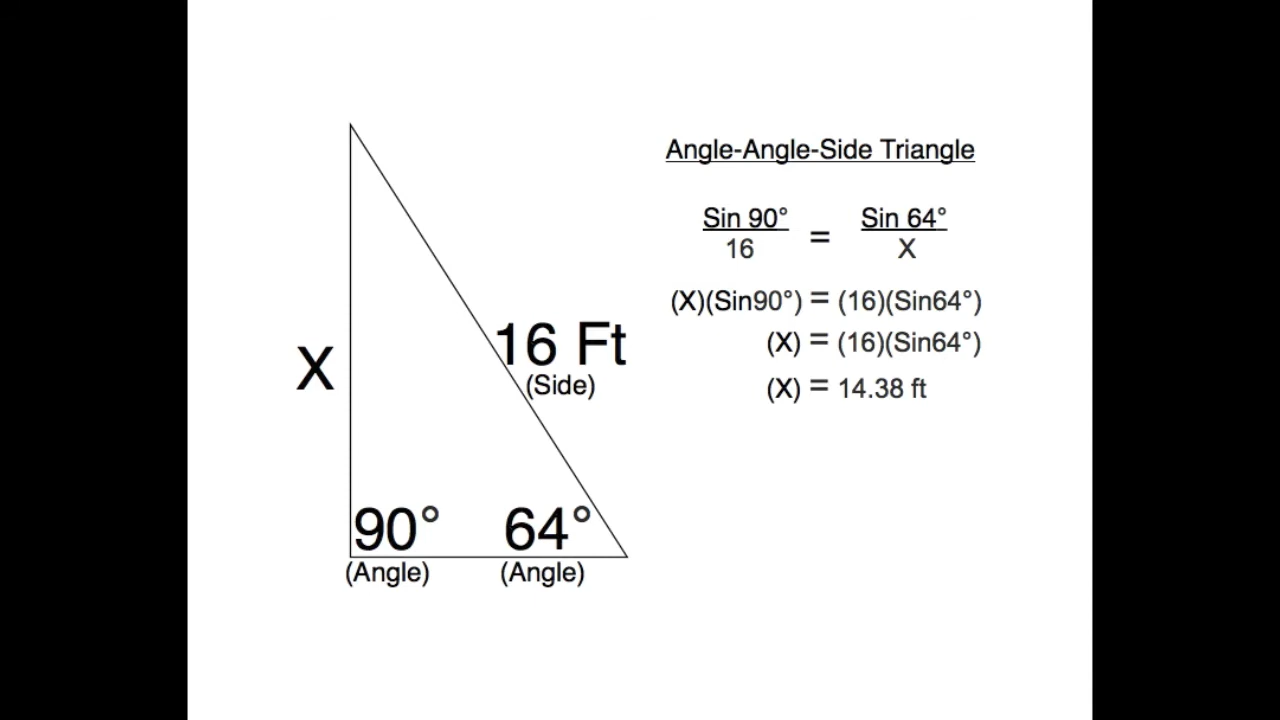 Angle-Angle-Side Triangle
Sin 90° = Sin 64°
16 X
(X)(Sin90°) = (16)(Sin64°)
(X) = (16)(Sin64°)
(X) = 14.38 ft
X
16 Ft
(Side)
90° 64°
(Angle) (Angle)